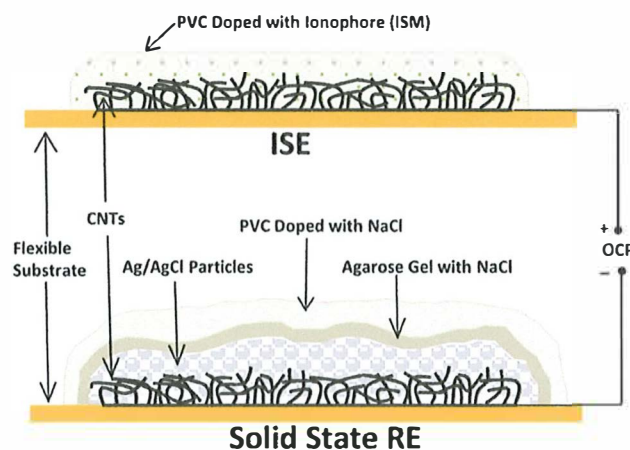 PVC Doped with Ionophore (ISM)
ISE
CNTs
PVC Doped with NaCl
Flexible
Substrate
Ag/AgCl Particles
Agarose Gel with NaCl
+
OCP
–
Solid State RE